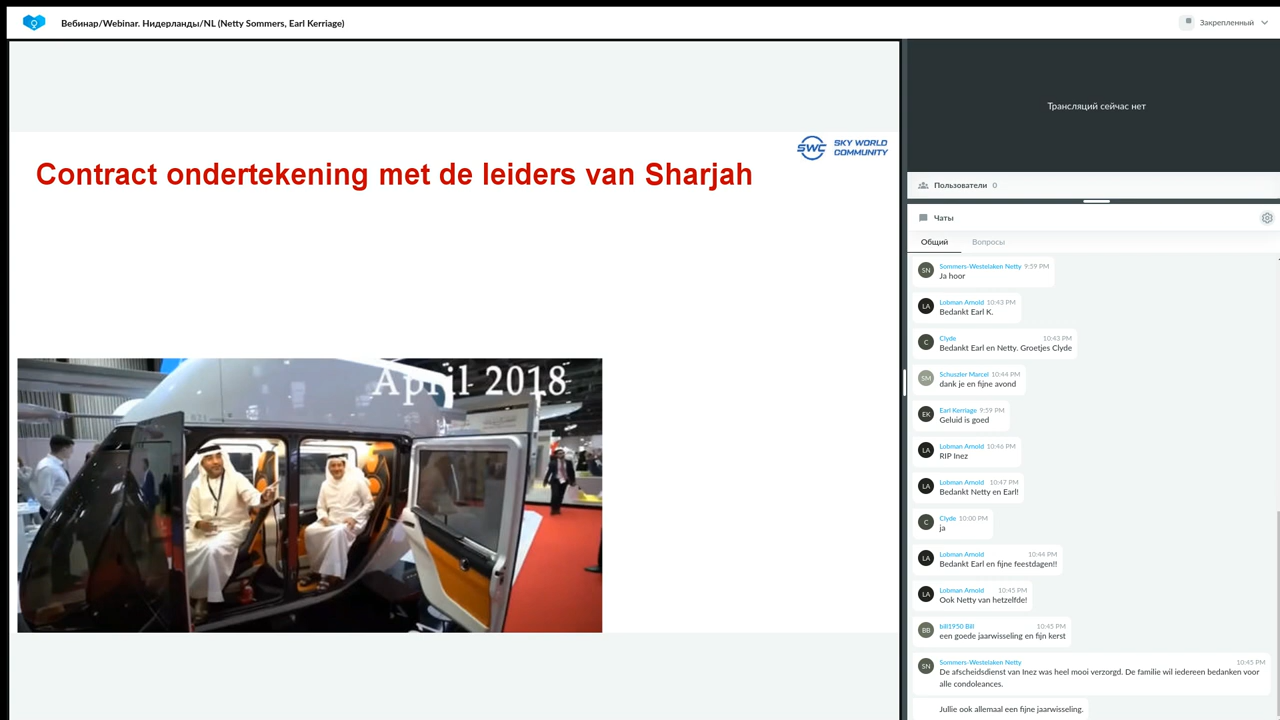 Вебинар/Webinar. Нидерланды/NL (Netty Sommers, Earl Kerriage)
Закрепленный
SWC SKY WORLD
COMMUNITY
Contract ondertekening met de leiders van Sharjah
April 2018
Трансляций сейчас нет
Пользователи 0
Чаты
Общий Вопросы
SN
Sommers-Westelaken Netty 9:59 PM
Ja hoor
LA
Lobman Arnold 10:43 PM
Bedankt Earl K.
C
Clyde 10:43 PM
Bedankt Earl en Netty. Groetjes Clyde
SM
Schuszler Marcel 10:44 PM
dank je en fijne avond
EK
Earl Kerriage 9:59 PM
Geluid is goed
LA
Lobman Arnold 10:46 PM
RIP Inez
LA
Lobman Arnold 10:47 PM
Bedankt Netty en Earl!
C
Clyde 10:00 PM
ja
LA
Lobman Arnold 10:44 PM
Bedankt Earl en fijne feestdagen!!
LA
Lobman Arnold 10:45 PM
Ook Netty van hetzelfde!
BB
bill1950 Bill 10:45 PM
een goede jaarwisseling en fijn kerst
SN
Sommers-Westelaken Netty 10:45 PM
De afscheidsdienst van Inez was heel mooi verzorgd. De familie wil iedereen bedanken voor
alle condoleances.
Jullie ook allemaal een fijne jaarwisseling.